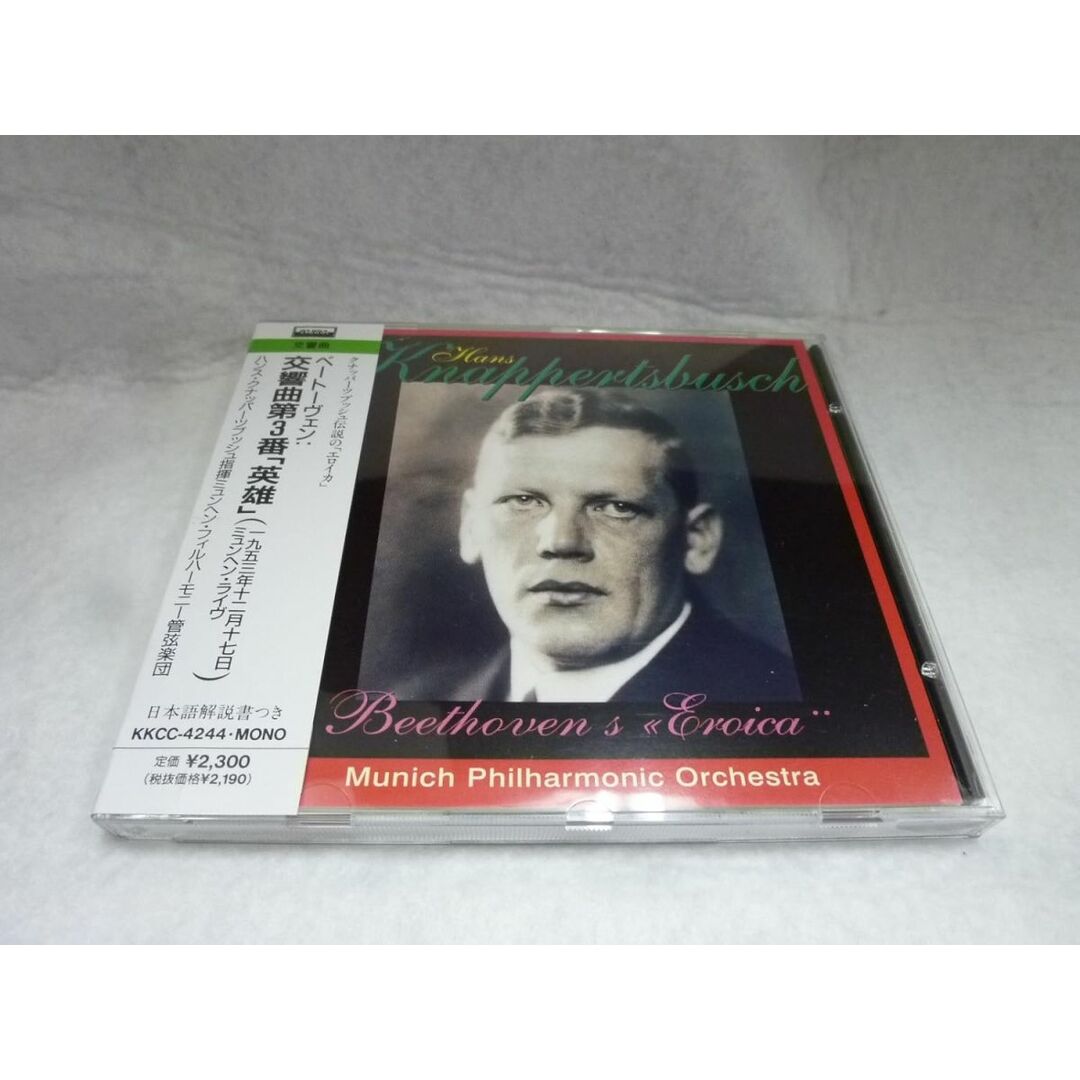 交響曲
クナッパーツブッシュ伝説の「エロイカ」
ベートーヴェン:
交響曲第3番「英雄」(一九五三年十二月十七日 ミュンヘン・ライヴ)
ハンス・クナッパーツブッシュ指揮ミュンヘン・フィルハーモニー管弦楽団
日本語解説書つき
KKCC-4244・MONO
定価 ¥2,300
(税抜価格¥2,190)
Hans
Knappertsbusch
Beethoven s «Eroica¨
Munich Philharmonic Orchestra